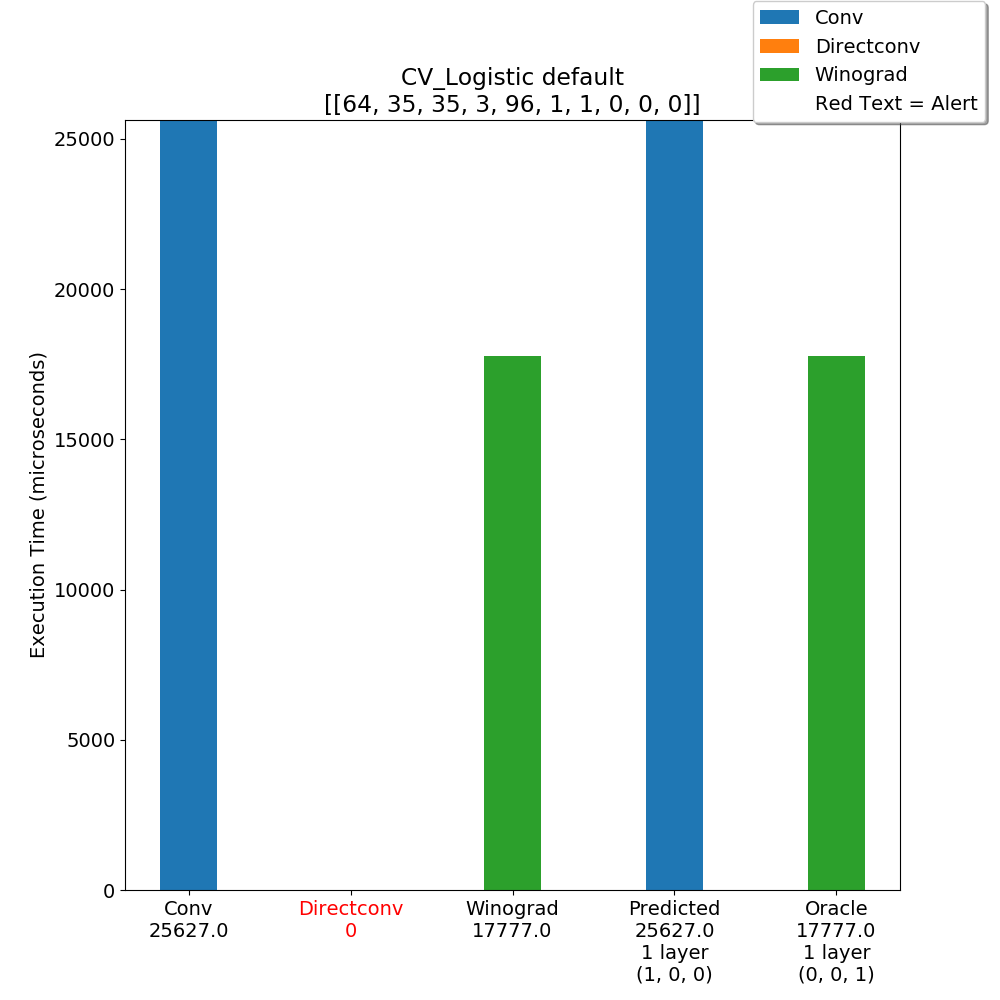 Conv
Directconv
Winograd
Red Text = Alert
CV_Logistic default
[[64, 35, 35, 3, 96, 1, 1, 0, 0, 0]]
Execution Time (microseconds)
25000
20000
15000
10000
5000
0
Conv
25627.0
Directconv
0
Winograd
17777.0
Predicted
25627.0
1 layer
(1, 0, 0)
Oracle
17777.0
1 layer
(0, 0, 1)